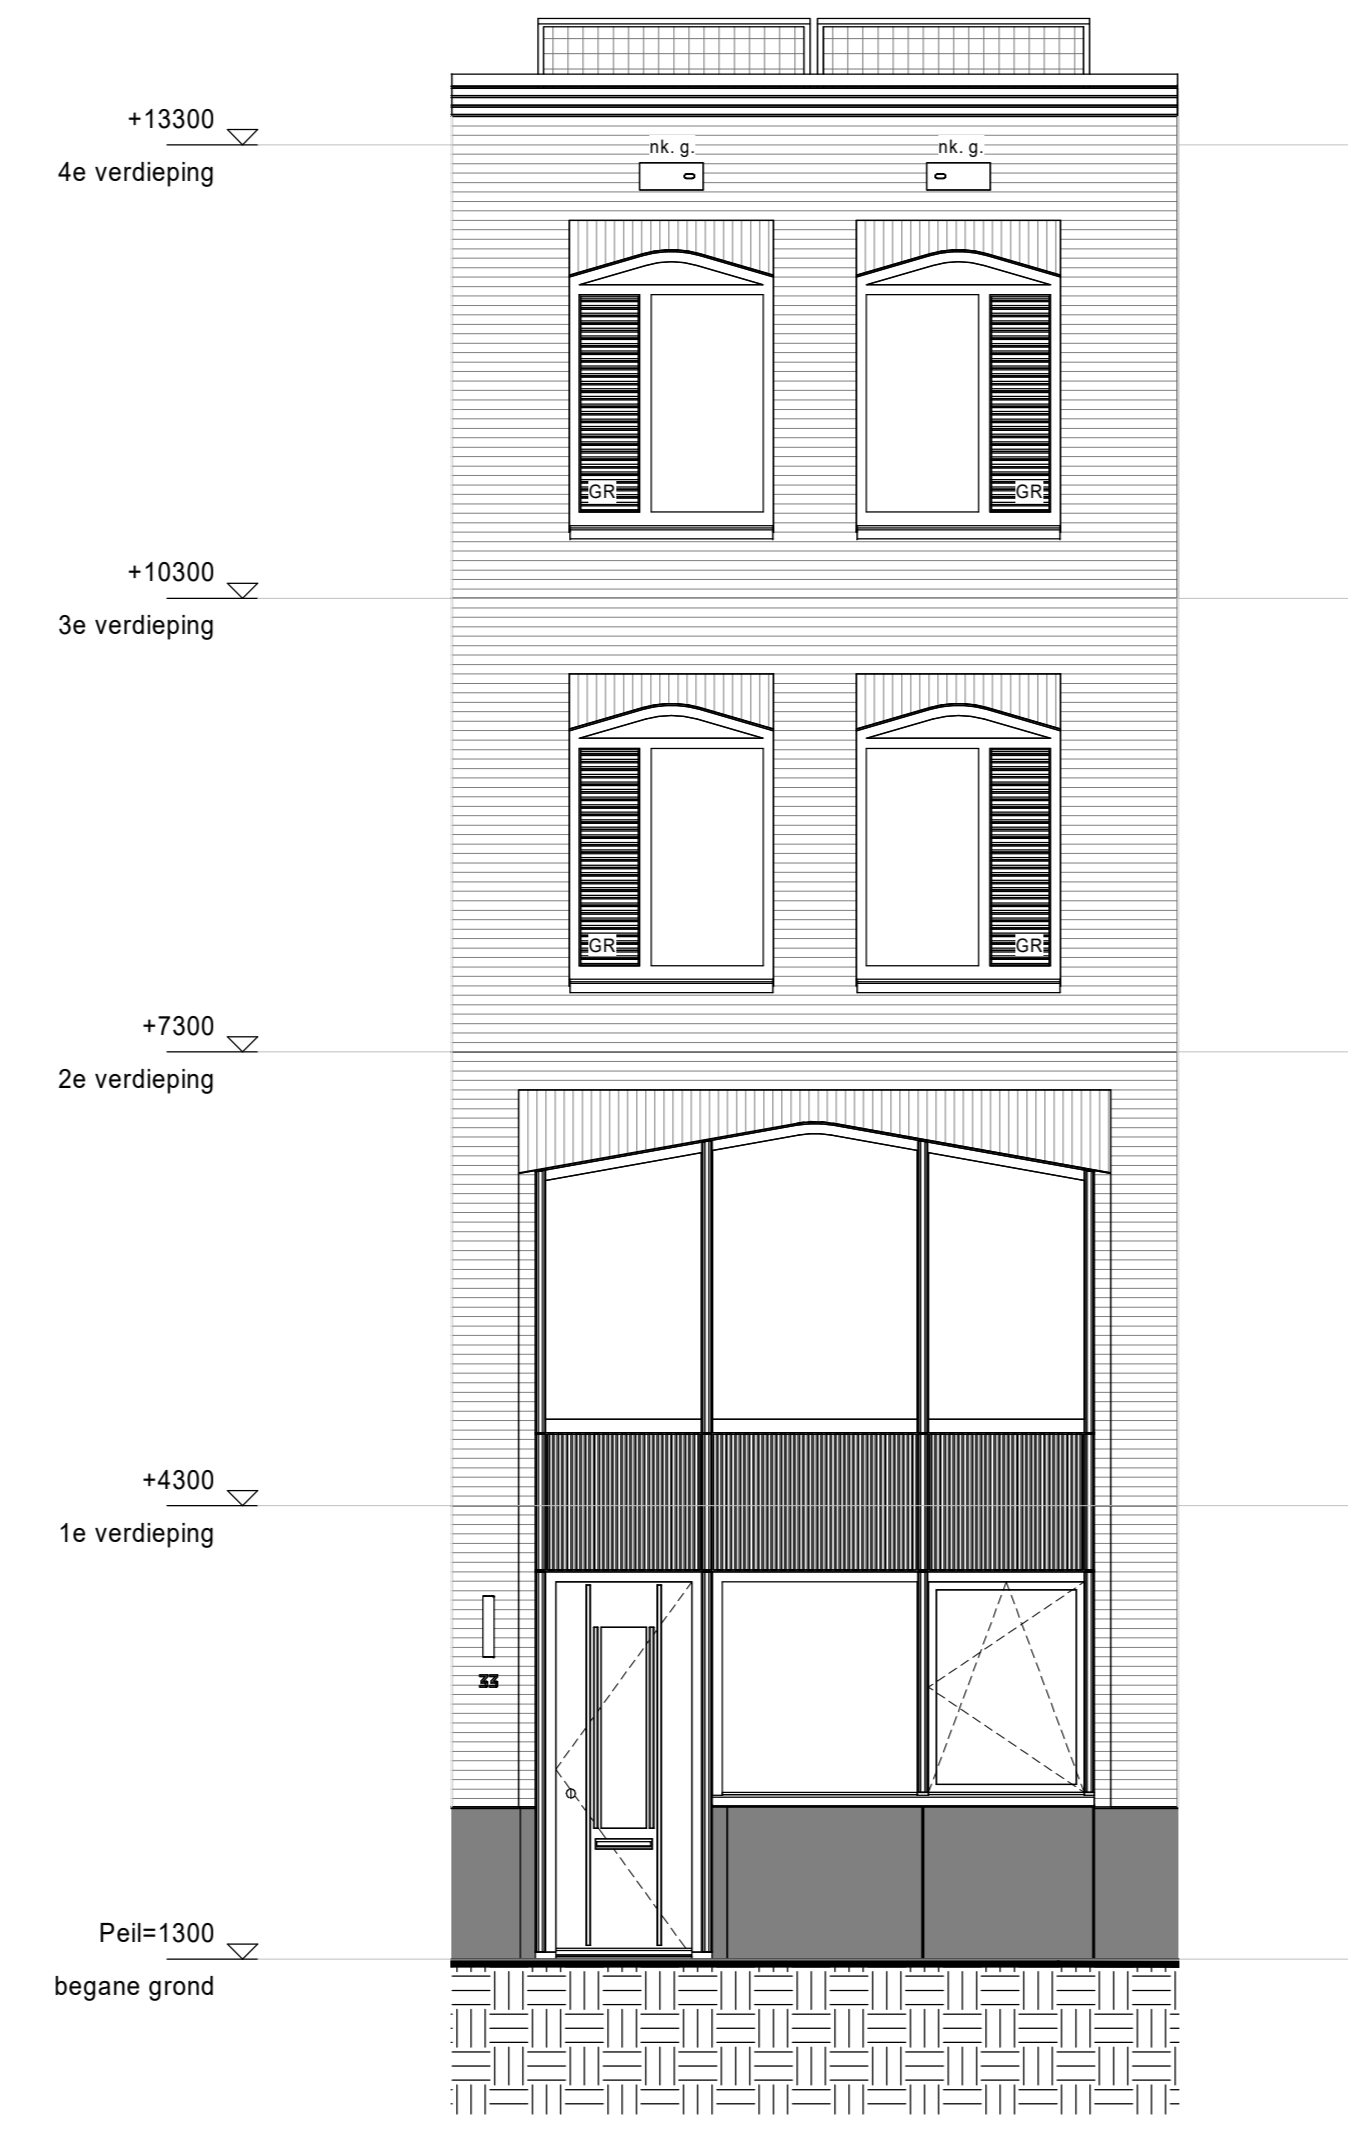 +13300
4e verdieping
nk. g.
nk. g.
GR
GR
+10300
3e verdieping
GR
GR
+7300
2e verdieping
+4300
1e verdieping
33
Peil=1300
begane grond